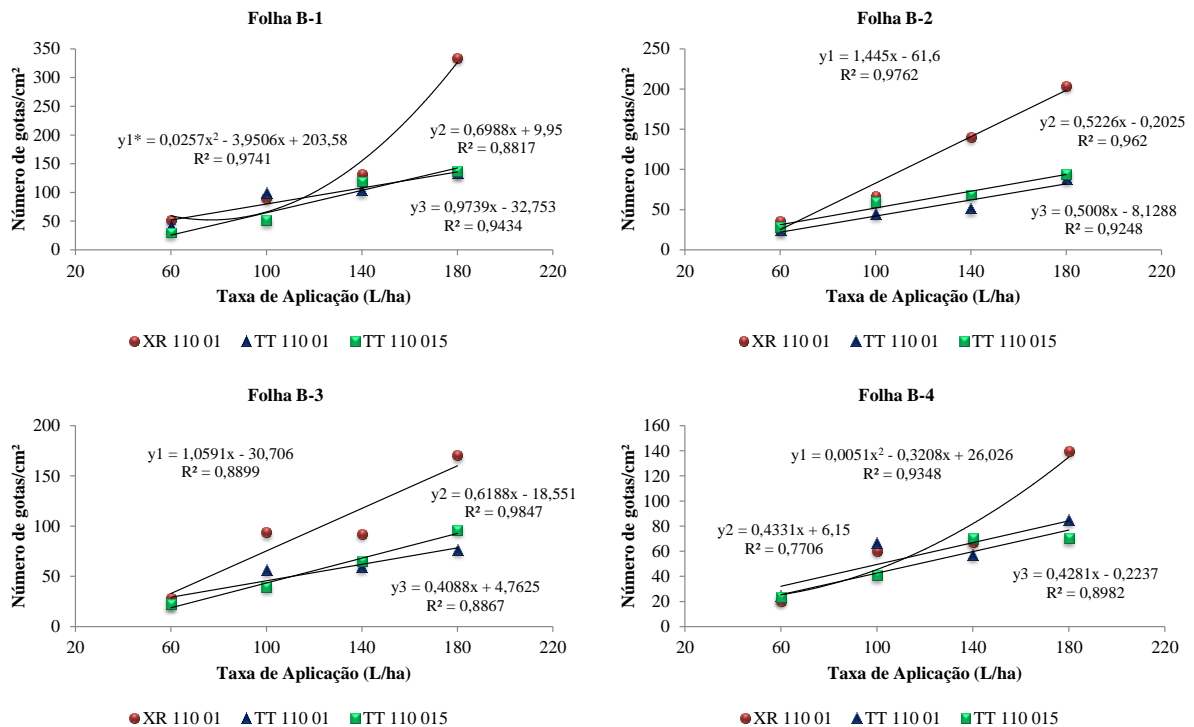 Folha B-1
Número de gotas/cm²
350
300
250
200
150
100
50
0
y1* = 0,0257x² - 3,9506x + 203,58
R² = 0,9741
y2 = 0,6988x + 9,95
R² = 0,8817
y3 = 0,9739x - 32,753
R² = 0,9434
20 60 100 140 180 220
Taxa de Aplicação (L/ha)
XR 110 01 TT 110 01 TT 110 015
Folha B-2
Número de gotas/cm²
250
200
150
100
50
0
y1 = 1,445x - 61,6
R² = 0,9762
y2 = 0,5226x - 0,2025
R² = 0,962
y3 = 0,5008x - 8,1288
R² = 0,9248
20 60 100 140 180 220
Taxa de Aplicação (L/ha)
XR 110 01 TT 110 01 TT 110 015
Folha B-3
Número de gotas/cm²
200
150
100
50
0
y1 = 1,0591x - 30,706
R² = 0,8899
y2 = 0,6188x - 18,551
R² = 0,9847
y3 = 0,4088x + 4,7625
R² = 0,8867
20 60 100 140 180 220
Taxa de Aplicação (L/ha)
XR 110 01 TT 110 01 TT 110 015
Folha B-4
Número de gotas/cm²
160
140
120
100
80
60
40
20
0
y1 = 0,0051x² - 0,3208x + 26,026
R² = 0,9348
y2 = 0,4331x + 6,15
R² = 0,7706
y3 = 0,4281x - 0,2237
R² = 0,8982
20 60 100 140 180 220
Taxa de Aplicação (L/ha)
XR 110 01 TT 110 01 TT 110 015